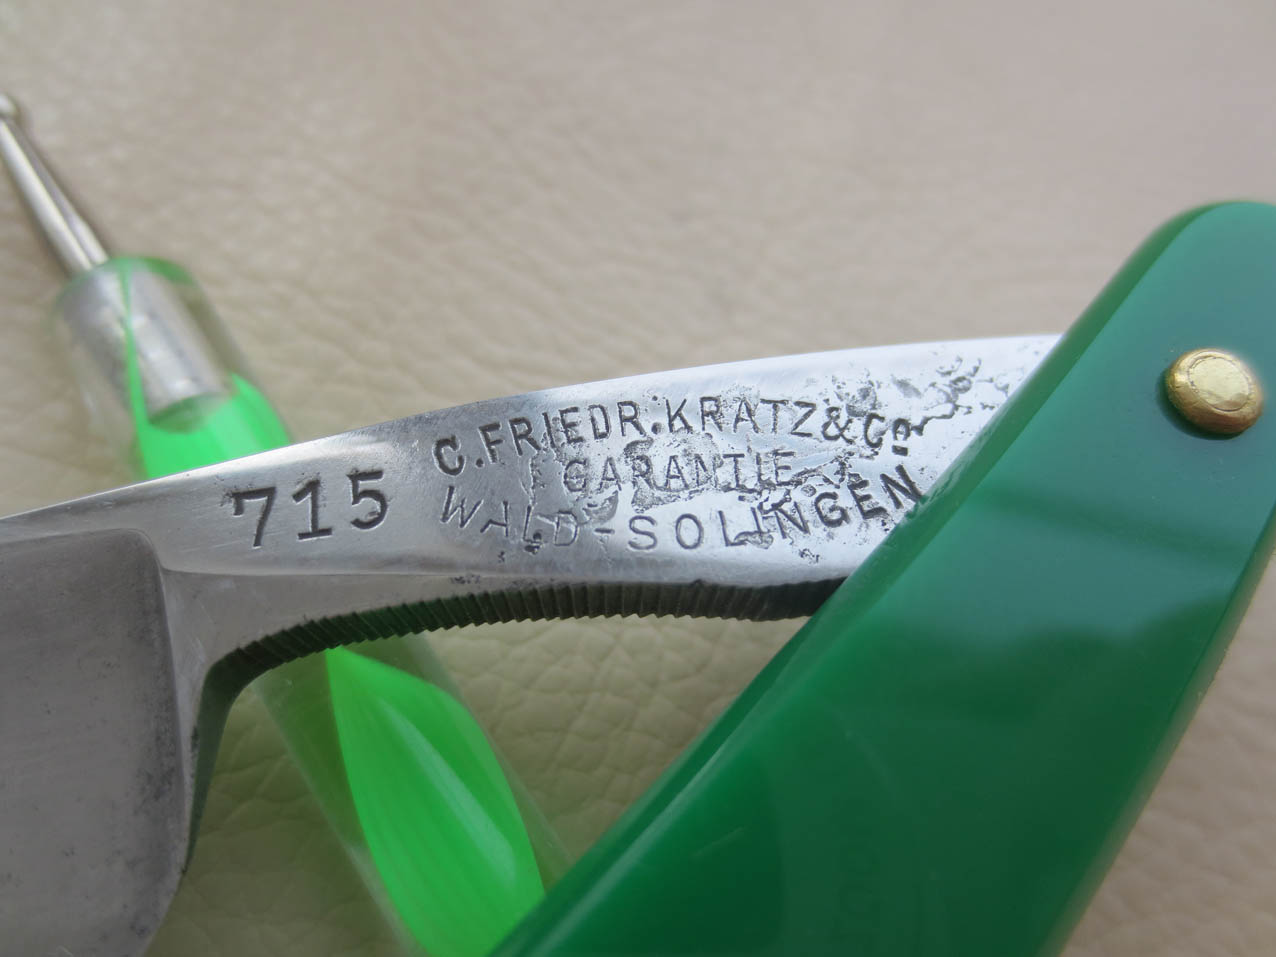 715
C. FRIEDR. KRATZ & Co.
GARANTIE
WALD-SOLINGEN